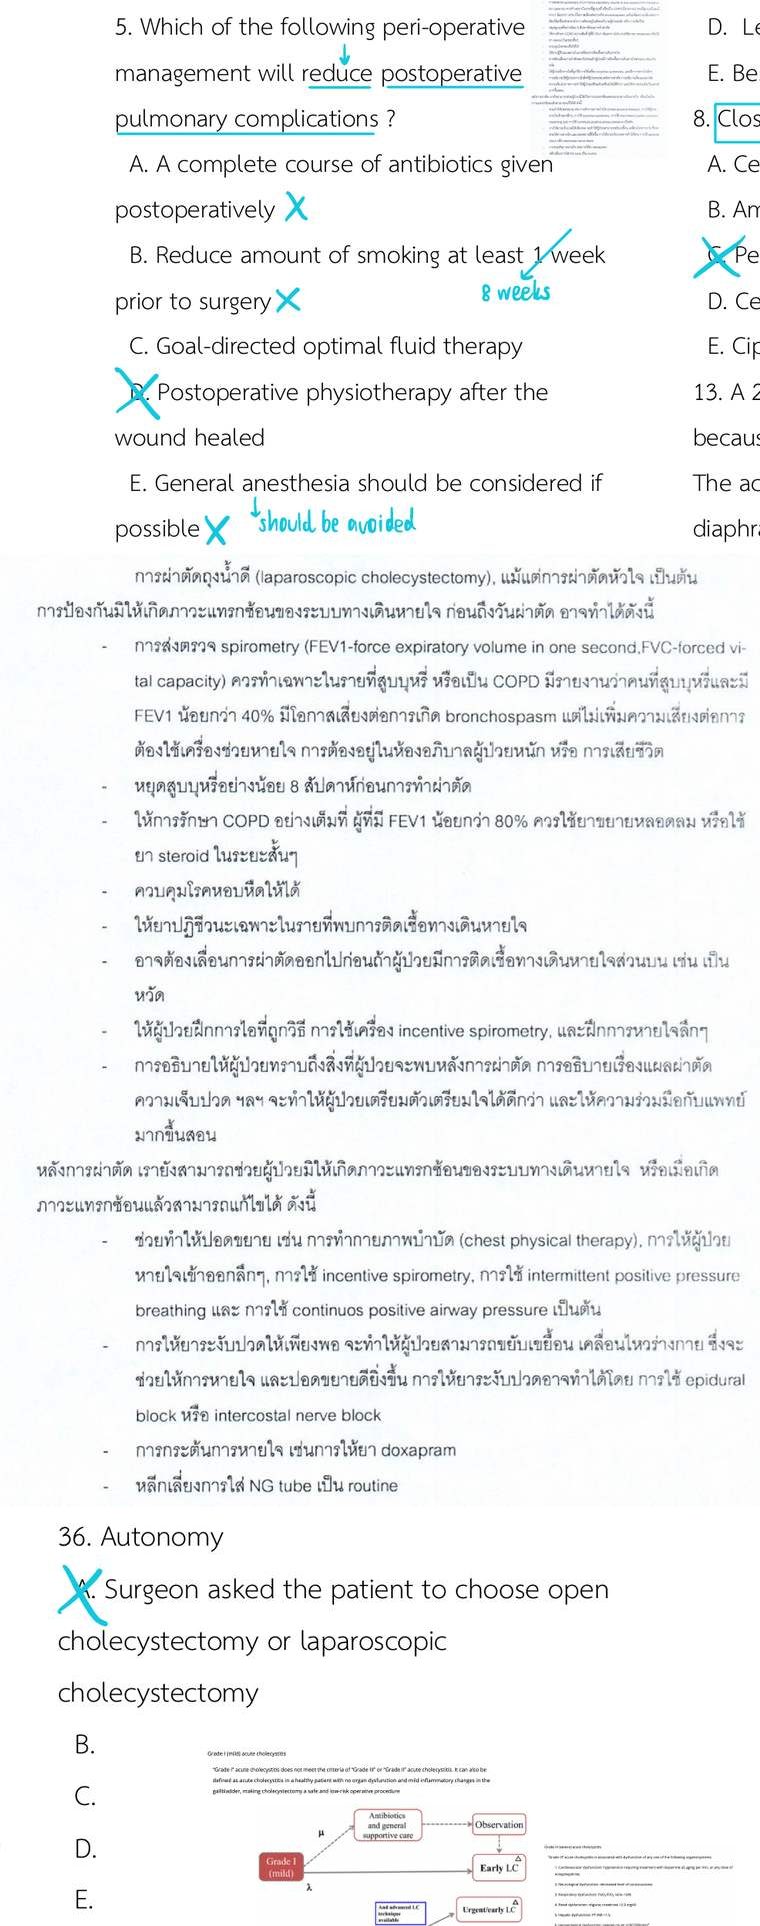 5. Which of the following peri-operative
management will reduce postoperative
pulmonary complications ?
A. A complete course of antibiotics given
postoperatively
B. Reduce amount of smoking at least 1 week
8 weeks
prior to surgery
C. Goal-directed optimal fluid therapy
D. Postoperative physiotherapy after the
wound healed
E. General anesthesia should be considered if
possible
should be avoided
D. Le
E. Be
8. Clos
A. Ce
B. Am
C. Pe
D. Ce
E. Cip
13. A 2
becaus
The ac
diaphra
การผ่าตัดถุงน้ำดี (laparoscopic cholecystectomy), แม้แต่การผ่าตัดหัวใจ เป็นต้น
การป้องกันมิให้เกิดภาวะแทรกซ้อนของระบบทางเดินหายใจ ก่อนถึงวันผ่าตัด อาจทำได้ดังนี้
- การส่งตรวจ spirometry (FEV1-force expiratory volume in one second,FVC-forced vi-
tal capacity) ควรทำเฉพาะในรายที่สูบบุหรี่ หรือเป็น COPD มีรายงานว่าคนที่สูบบุหรี่และมี
FEV1 น้อยกว่า 40% มีโอกาสเสี่ยงต่อการเกิด bronchospasm แต่ไม่เพิ่มความเสี่ยงต่อการ
ต้องใช้เครื่องช่วยหายใจ การต้องอยู่ในห้องอภิบาลผู้ป่วยหนัก หรือ การเสียชีวิต
- หยุดสูบบุหรี่อย่างน้อย 8 สัปดาห์ก่อนการทำผ่าตัด
- ให้การรักษา COPD อย่างเต็มที่ ผู้ที่มี FEV1 น้อยกว่า 80% ควรใช้ยาขยายหลอดลม หรือใช้
ยา steroid ในระยะสั้นๆ
- ควบคุมโรคหอบหืดให้ได้
- ให้ยาปฏิชีวนะเฉพาะในรายที่พบการติดเชื้อทางเดินหายใจ
- อาจต้องเลื่อนการผ่าตัดออกไปก่อนถ้าผู้ป่วยมีการติดเชื้อทางเดินหายใจส่วนบน เช่น เป็น
หวัด
- ให้ผู้ป่วยฝึกการไอที่ถูกวิธี การใช้เครื่อง incentive spirometry, และฝึกการหายใจลึกๆ
- การอธิบายให้ผู้ป่วยทราบถึงสิ่งที่ผู้ป่วยจะพบหลังการผ่าตัด การอธิบายเรื่องแผลผ่าตัด
ความเจ็บปวด ฯลฯ จะทำให้ผู้ป่วยเตรียมตัวเตรียมใจได้ดีกว่า และให้ความร่วมมือกับแพทย์
มากขึ้นสอน
หลังการผ่าตัด เรายังสามารถช่วยผู้ป่วยมิให้เกิดภาวะแทรกซ้อนของระบบทางเดินหายใจ หรือเมื่อเกิด
ภาวะแทรกซ้อนแล้วสามารถแก้ไขได้ ดังนี้
- ช่วยทำให้ปอดขยาย เช่น การทำกายภาพบำบัด (chest physical therapy), การให้ผู้ป่วย
หายใจเข้าออกลึกๆ, การใช้ incentive spirometry, การใช้ intermittent positive pressure
breathing และ การใช้ continuos positive airway pressure เป็นต้น
- การให้ยาระงับปวดให้เพียงพอ จะทำให้ผู้ป่วยสามารถขยับเขยื้อน เคลื่อนไหวร่างกาย ซึ่งจะ
ช่วยให้การหายใจ และปอดขยายดียิ่งขึ้น การให้ยาระงับปวดอาจทำได้โดย การใช้ epidural
block หรือ intercostal nerve block
- การกระตุ้นการหายใจ เช่นการให้ยา doxapram
- หลีกเลี่ยงการใส่ NG tube เป็น routine
36. Autonomy
A. Surgeon asked the patient to choose open
cholecystectomy or laparoscopic
cholecystectomy
B.
C.
D.
E.
Grade I (mild) acute cholecystitis
"Grade I" acute cholecystitis does not meet the criteria of "Grade III" or "Grade II" acute cholecystitis. It can also be
defined as acute cholecystitis in a healthy patient with no organ dysfunction and mild inflammatory changes in the
gallbladder, making cholecystectomy a safe and low-risk operative procedure
Antibiotics
and general
supportive care
Observation
μ
Grade I
(mild)
Early LC
λ
And advanced LC
technique
available
Urgent/early LC